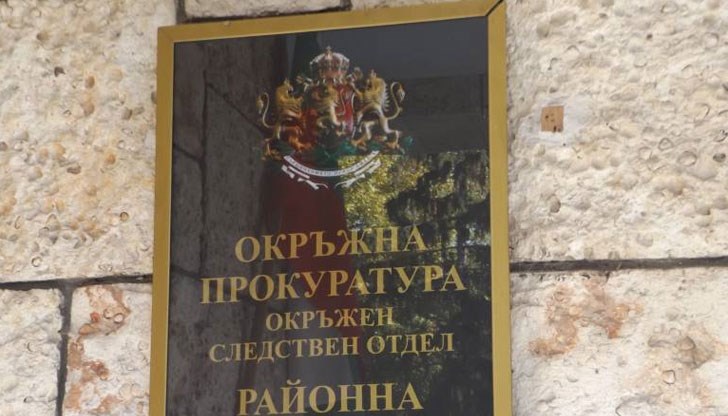 ОКРЪЖНА
ПРОКУРАТУРА
ОКРЪЖЕН
СЛЕДСТВЕН ОТДЕЛ
РАЙОННА